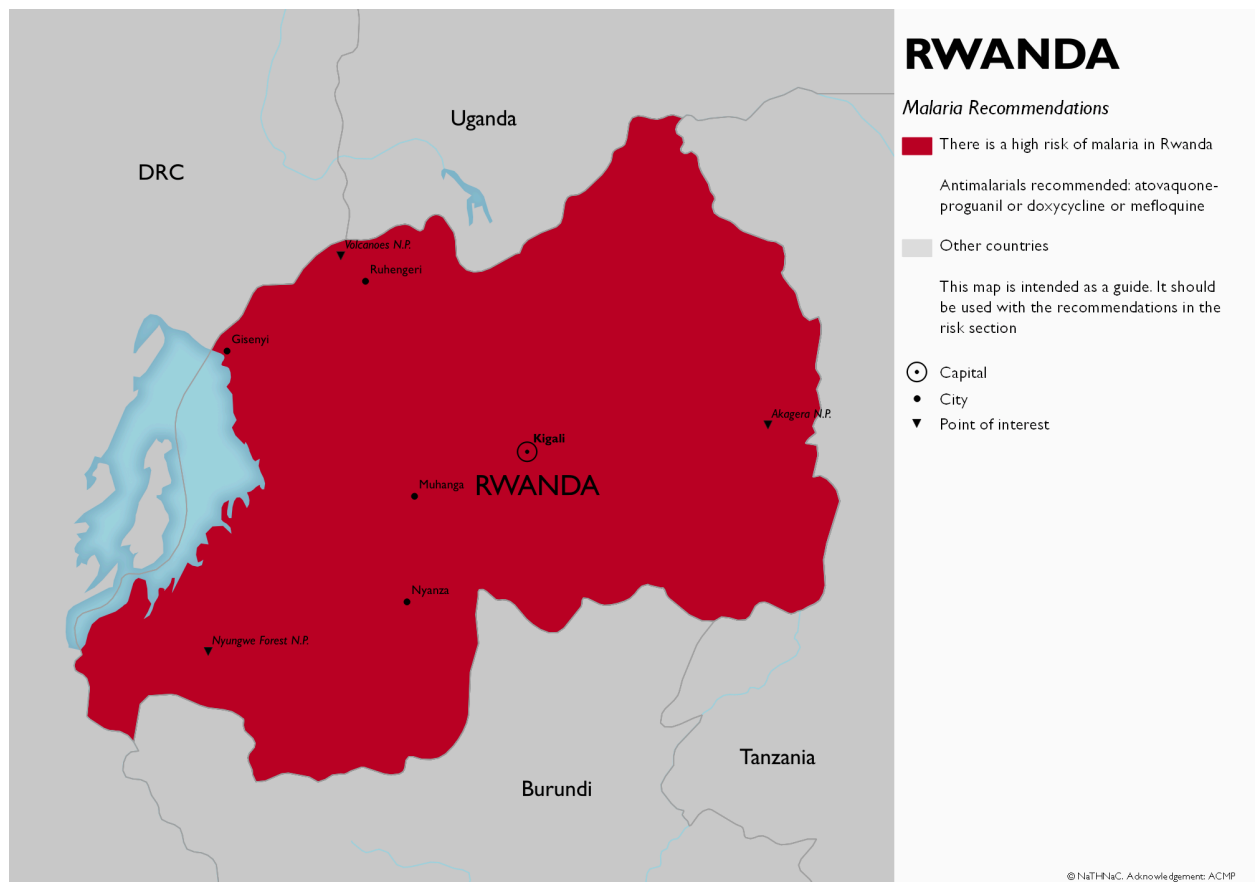 RWANDA
Malaria Recommendations
There is a high risk of malaria in Rwanda
Antimalarials recommended: atovaquone-
proguanil or doxycycline or mefloquine
Other countries
This map is intended as a guide. It should
be used with the recommendations in the
risk section
Capital
City
Point of interest
Uganda
DRC
Volcanoes N.P.
Ruhengeri
Gisenyi
Akagera N.P.
Kigali
Muhanga
RWANDA
Nyanza
Nyungwe Forest N.P.
Tanzania
Burundi
© NaTHNaC. Acknowledgement: ACMP